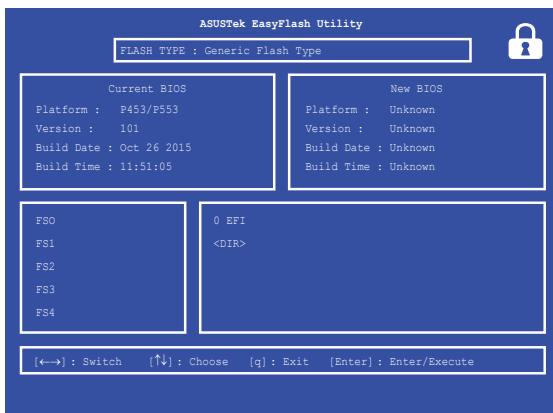 ASUSTek EasyFlash Utility
FLASH TYPE : Generic Flash Type
Current BIOS
Platform : P453/P553
Version : 101
Build Date : Oct 26 2015
Build Time : 11:51:05
New BIOS
Platform : Unknown
Version : Unknown
Build Date : Unknown
Build Time : Unknown
FSO
FS1
FS2
FS3
FS4
0 EFI
<DIR>
[←→] : Switch [↑↓] : Choose [q] : Exit [Enter] : Enter/Execute